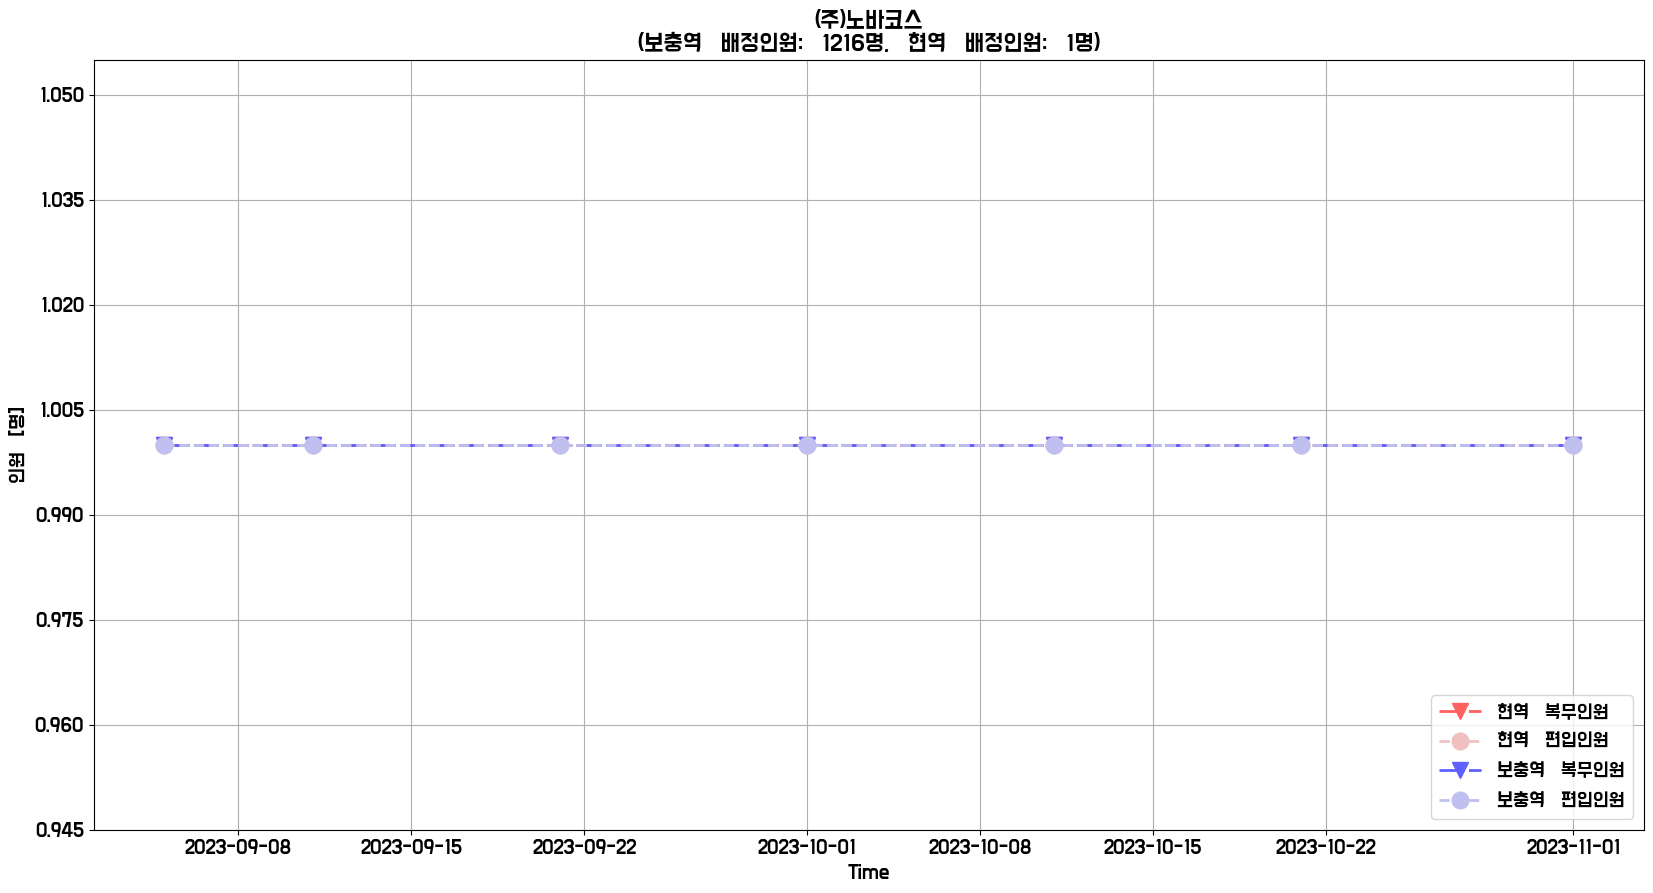 (주)노바코스
(보충역 배정인원: 1216명, 현역 배정인원: 1명)
1.050
1.035
1.020
1.005
0.990
0.975
0.960
0.945
인원 [명]
현역 복무인원
현역 편입인원
보충역 복무인원
보충역 편입인원
2023-09-08 2023-09-15 2023-09-22 2023-10-01 2023-10-08 2023-10-15 2023-10-22 2023-11-01
Time